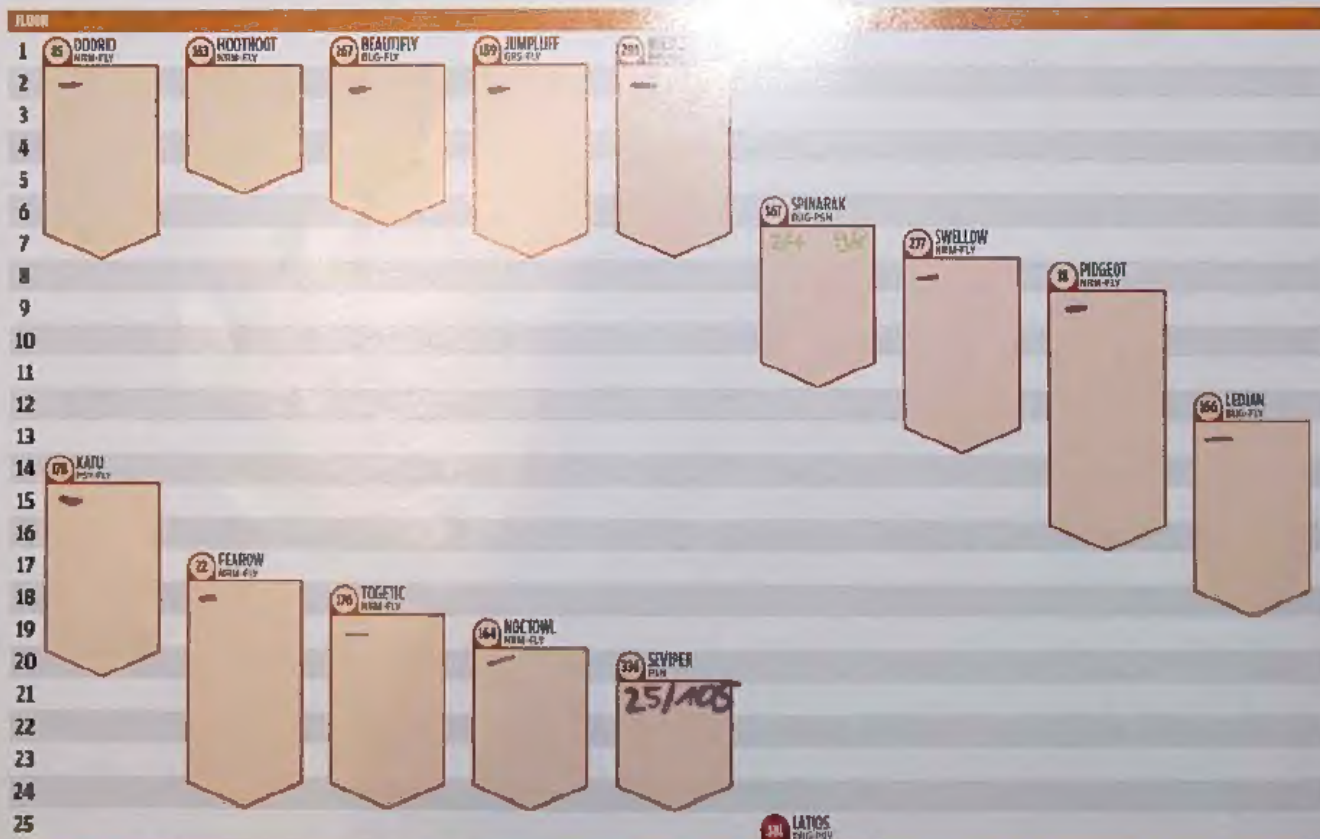 FLOOR
1
85 DODRIO
NRM-FLY
163 HOOTHOOT
NRM-FLY
267 BEAUTIFLY
BUG-FLY
189 JUMPLUFF
GRS-FLY
291
2
3
4
5
6
167 SPINARAK
BUG-PSN
7
277 SWELLOW
NRM-FLY
8
18 PIDGEOT
NRM-FLY
9
10
11
12
166 LEDIAN
BUG-FLY
13
14
178 XATU
PSY-FLY
15
16
17
22 FEAROW
NRM-FLY
18
176 TOGETIC
NRM-FLY
19
164 NOCTOWL
NRM-FLY
20
336 SEVIPER
PSN
21
25/105
22
23
24
25
381 LATIOS
DRG-PSY